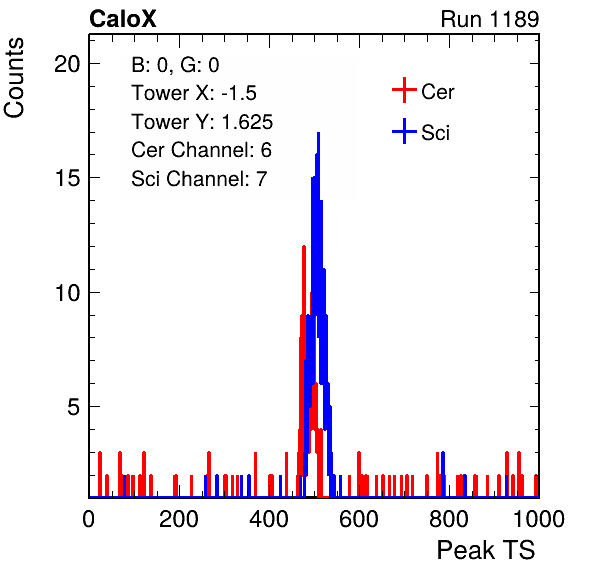 CaloX Run 1189
Counts
B: 0, G: 0
Tower X: -1.5
Tower Y: 1.625
Cer Channel: 6
Sci Channel: 7
Cer
Sci
20
15
10
5
0 200 400 600 800 1000
Peak TS